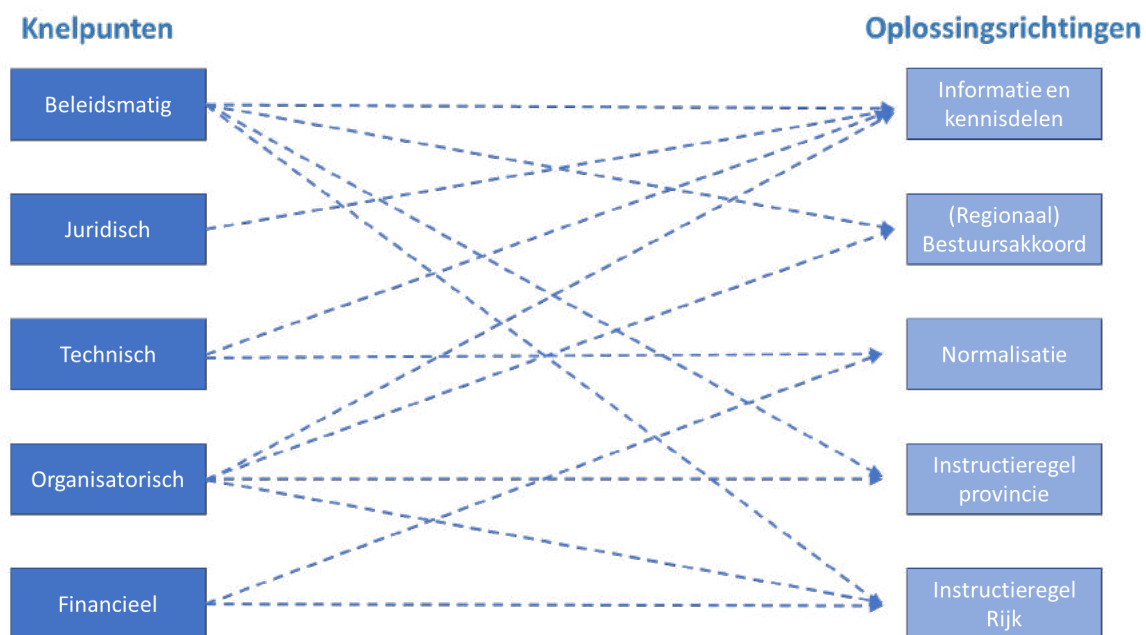 Knelpunten
Oplossingsrichtingen
Beleidsmatig
Juridisch
Technisch
Organisatorisch
Financieel
Informatie en
kennisdelen
(Regionaal)
Bestuursakkoord
Normalisatie
Instructieregel
provincie
Instructieregel
Rijk